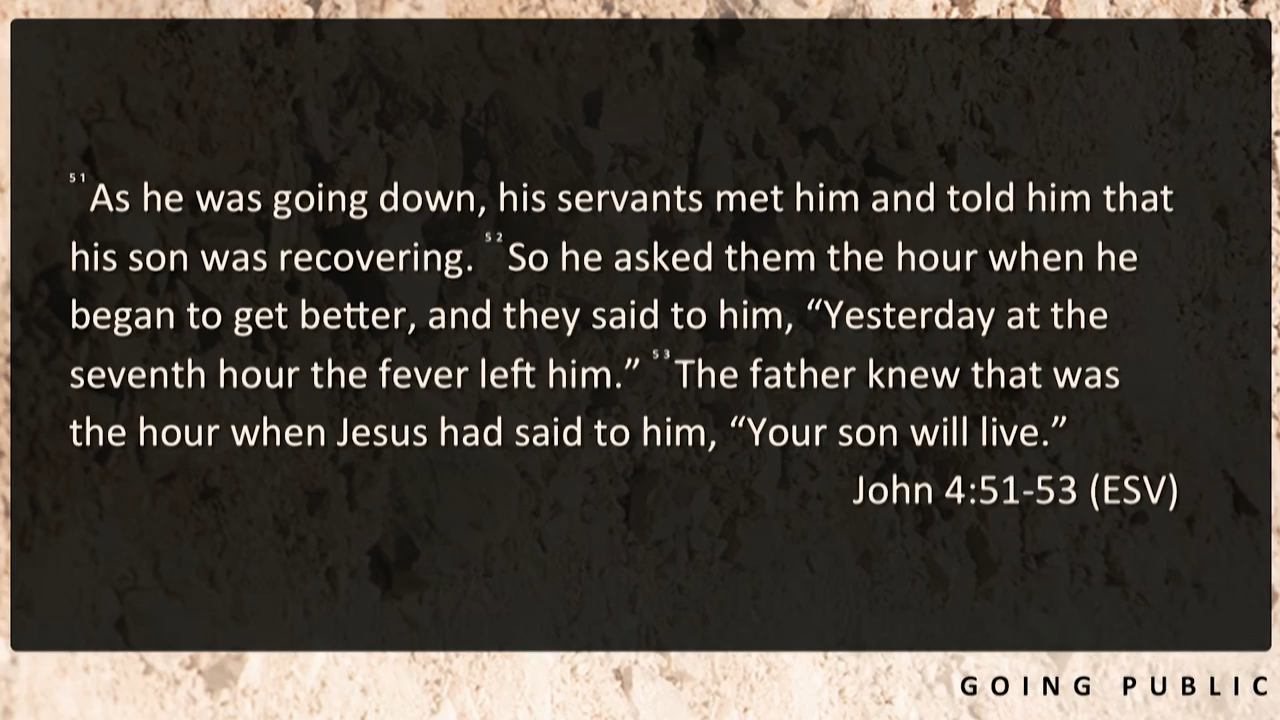 51 As he was going down, his servants met him and told him that
his son was recovering. 52 So he asked them the hour when he
began to get better, and they said to him, “Yesterday at the
seventh hour the fever left him.” 53 The father knew that was
the hour when Jesus had said to him, “Your son will live.”
John 4:51-53 (ESV)
GOING PUBLIC